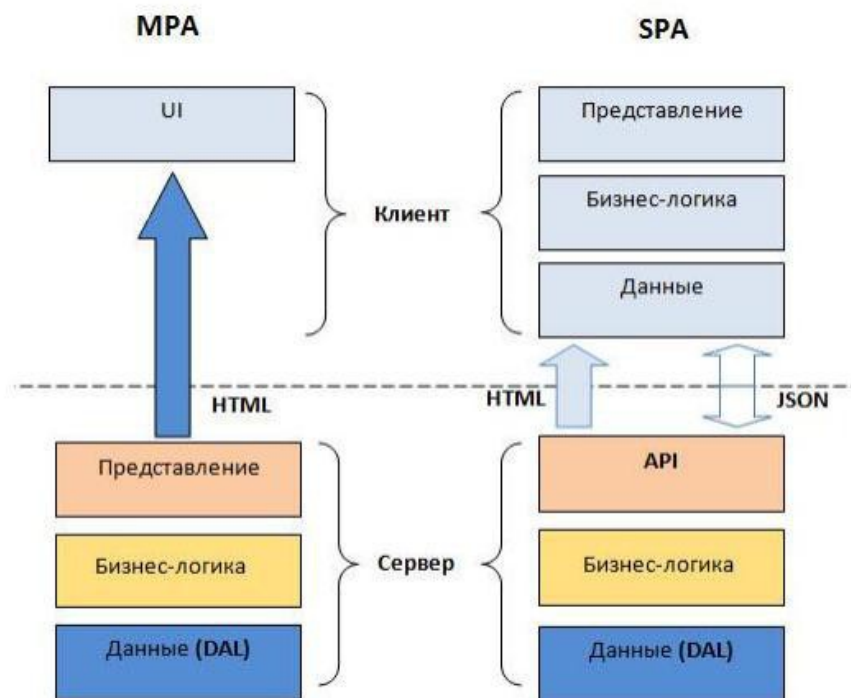 MPA
SPA
UI
Представление
Клиент
Бизнес-логика
Данные
HTML
HTML
JSON
Представление
API
Бизнес-логика
Сервер
Бизнес-логика
Данные (DAL)
Данные (DAL)